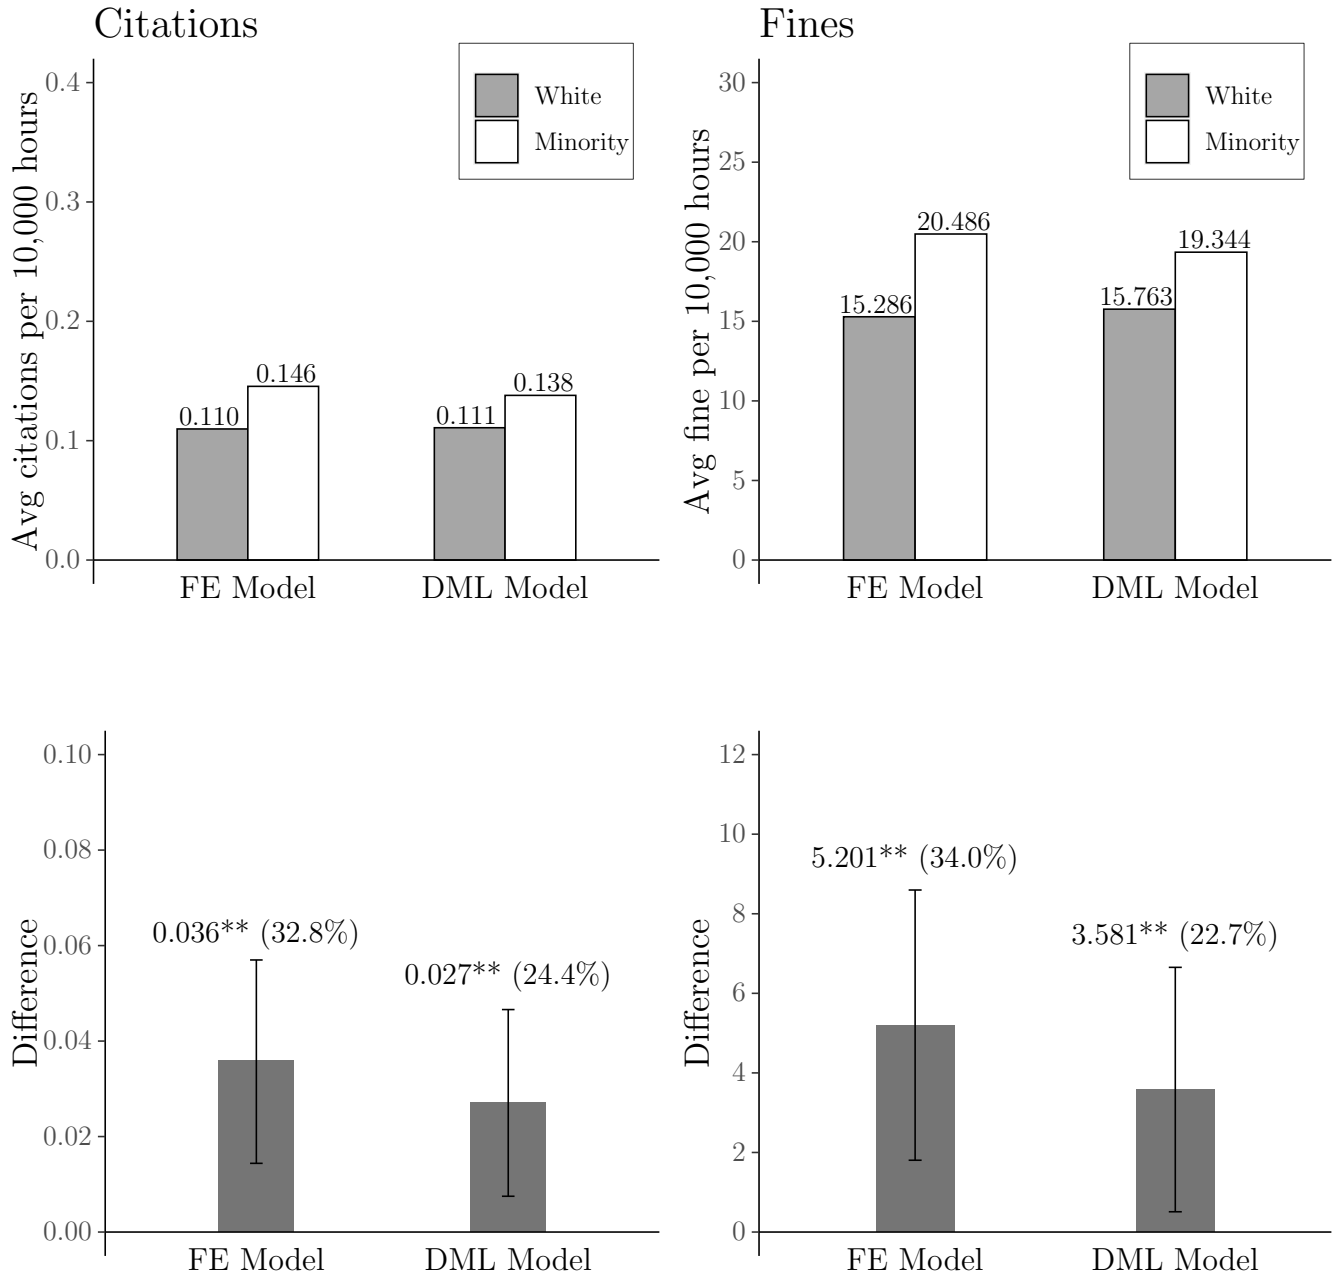 Citations
Avg citations per 10,000 hours
0.4
0.3
0.2
0.1
0.0
White
Minority
0.110
0.146
0.111
0.138
FE Model
DML Model
Fines
Avg fine per 10,000 hours
30
25
20
15
10
5
0
White
Minority
15.286
20.486
15.763
19.344
FE Model
DML Model
Difference
0.10
0.08
0.06
0.04
0.02
0.00
0.036** (32.8%)
0.027** (24.4%)
FE Model
DML Model
Difference
12
10
8
6
4
2
0
5.201** (34.0%)
3.581** (22.7%)
FE Model
DML Model